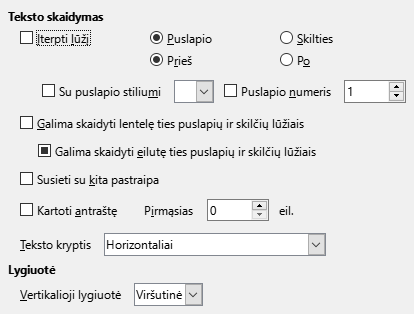 Teksto skaidymas
Įterpti lūžį Puslapio Skilties
Prieš Po
Su puslapio stiliumi Puslapio numeris 1
Galima skaidyti lentelę ties puslapių ir skilčių lūžiais
Galima skaidyti eilutę ties puslapių ir skilčių lūžiais
Susieti su kita pastraipa
Kartoti antraštę Pirmąsias 0 eil.
Teksto kryptis Horizontaliai
Lygiuotė
Vertikalioji lygiuotė Viršutinė